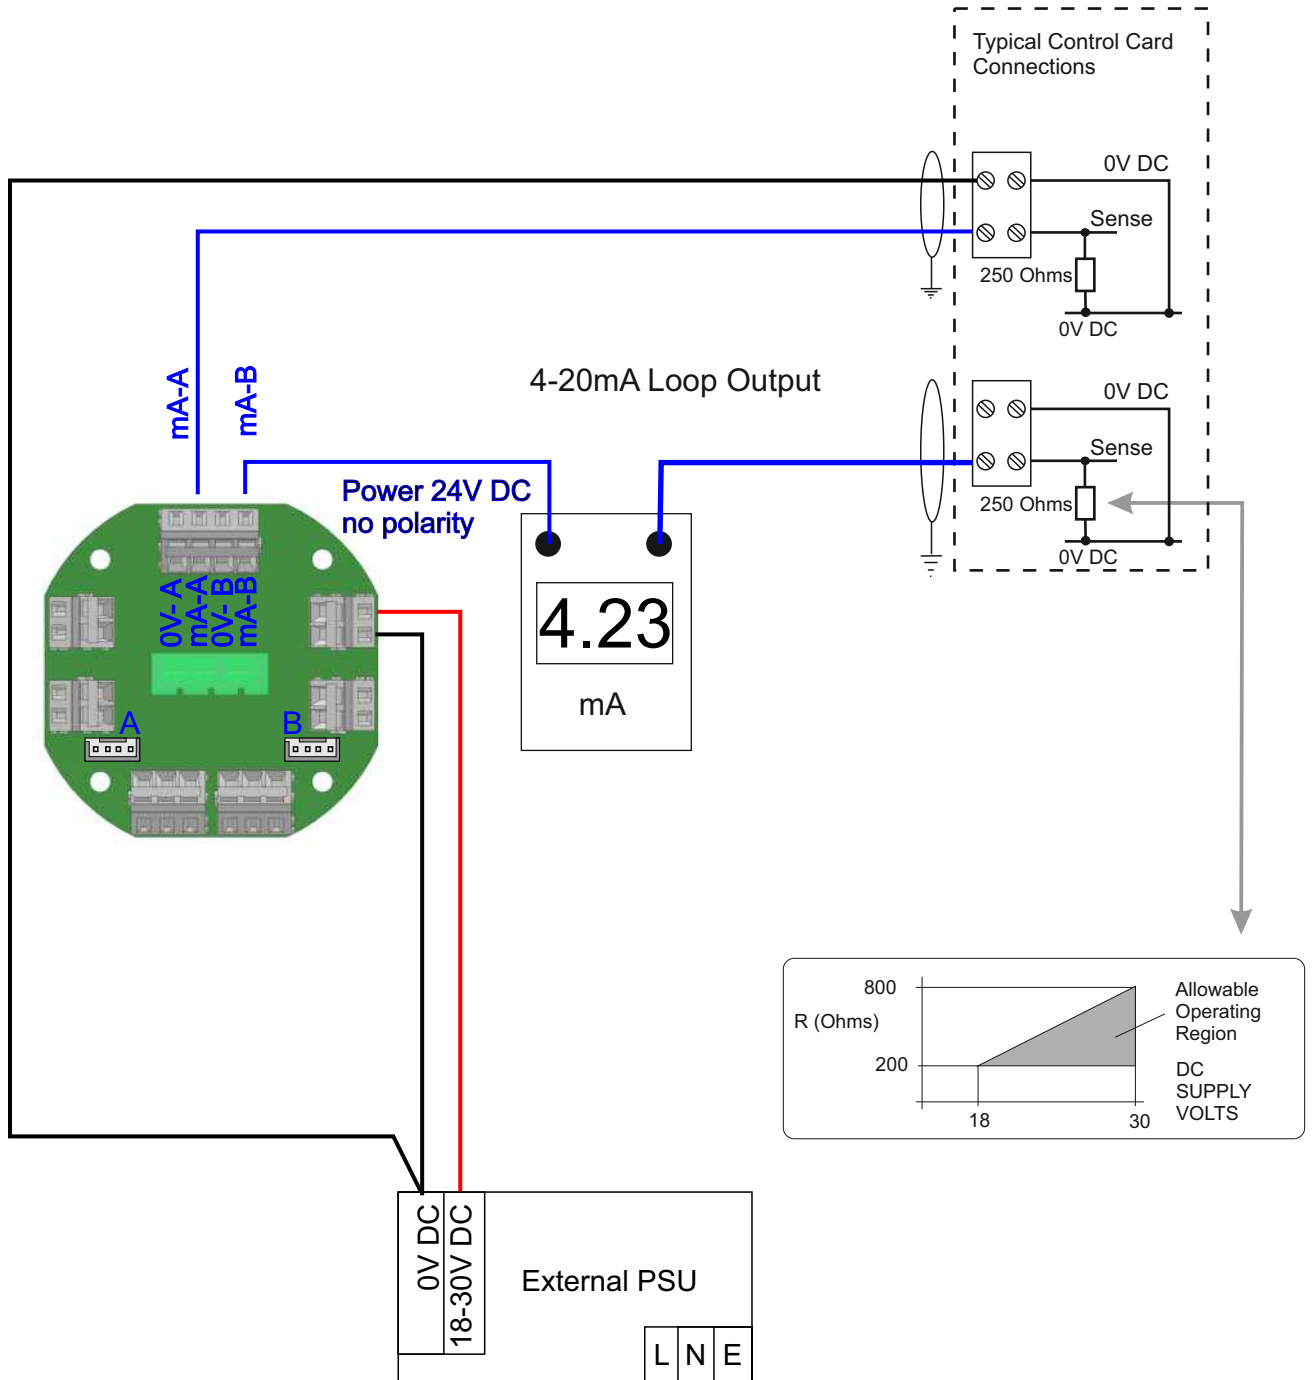 Typical Control Card
Connections
0V DC
Sense
250 Ohms
0V DC
mA-A
mA-B
4-20mA Loop Output
0V DC
Sense
250 Ohms
0V DC
Power 24V DC
no polarity
0V- A
mA-A
0V- B
mA-B
4.23
mA
A
B
800
R (Ohms)
200
18
30
Allowable
Operating
Region
DC
SUPPLY
VOLTS
0V DC
18-30V DC
External PSU
L N E